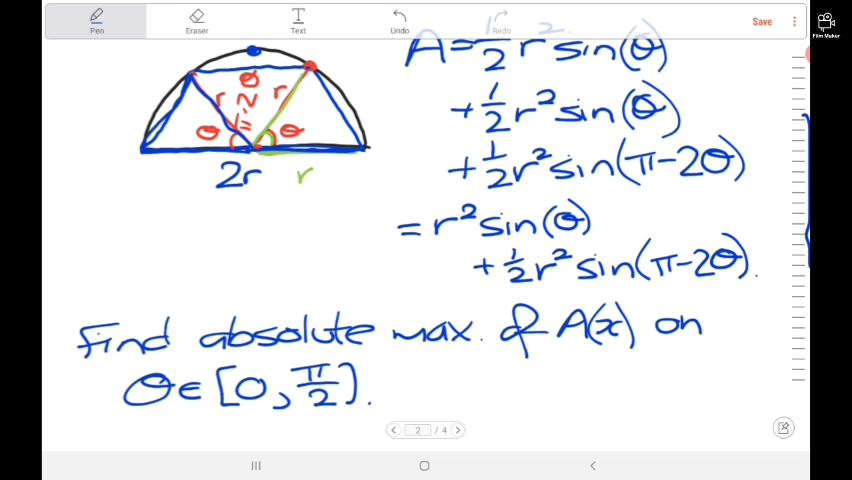 Pen
Eraser
Text
Undo
Redo
Save
Film Maker
θ
r
r
π-2θ
θ
θ
2r
r
A = 1/2 r² sin(θ)
+ 1/2 r² sin(θ)
+ 1/2 r² sin(π-2θ)
= r² sin(θ)
+ 1/2 r² sin(π-2θ).
Find absolute max. of A(x) on
θ∈[0, π/2].
2 / 4